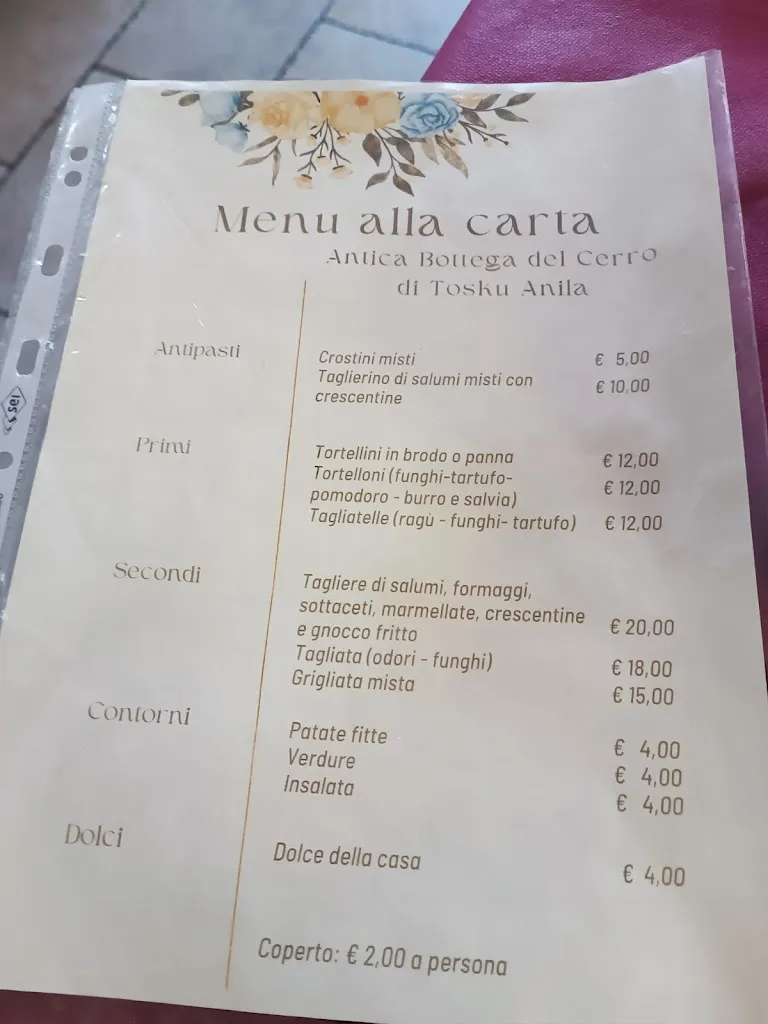 Menu alla carta
Antica Bottega del Cerro
di Tosku Anila
Antipasti
Crostini misti € 5,00
Taglierino di salumi misti con € 10,00
crescentine
Primi
Tortellini in brodo o panna € 12,00
Tortelloni (funghi-tartufo- € 12,00
pomodoro - burro e salvia)
Tagliatelle (ragù - funghi- tartufo) € 12,00
Secondi
Tagliere di salumi, formaggi,
sottaceti, marmellate, crescentine € 20,00
e gnocco fritto
Tagliata (odori - funghi) € 18,00
Grigliata mista € 15,00
Contorni
Patate fitte € 4,00
Verdure € 4,00
Insalata € 4,00
Dolci
Dolce della casa € 4,00
Coperto: € 2,00 a persona
sei